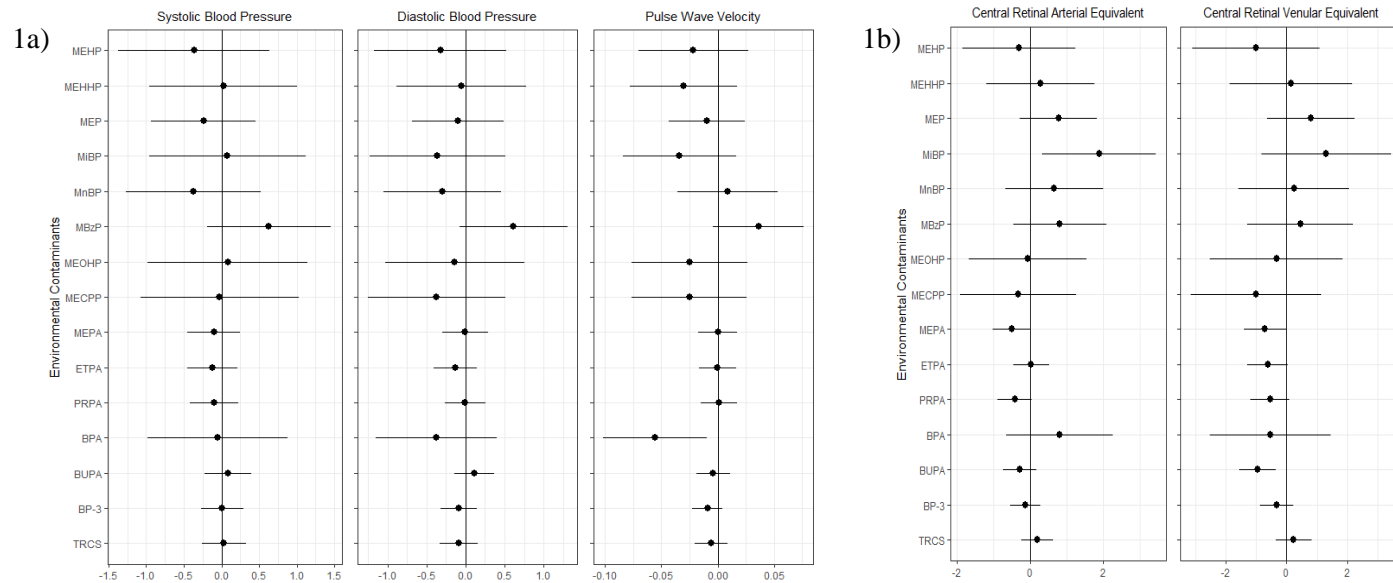 1a)
Systolic Blood Pressure
Diastolic Blood Pressure
Pulse Wave Velocity
Environmental Contaminants
MEHP
MEHHP
MEP
MiBP
MnBP
MBzP
MEOHP
MECPP
MEPA
ETPA
PRPA
BPA
BUPA
BP-3
TRCS
-1.5 -1.0 -0.5 0.0 0.5 1.0 1.5
-1.0 -0.5 0.0 0.5 1.0
-0.10 -0.05 0.00 0.05
1b)
Central Retinal Arterial Equivalent
Central Retinal Venular Equivalent
Environmental Contaminants
MEHP
MEHHP
MEP
MiBP
MnBP
MBzP
MEOHP
MECPP
MEPA
ETPA
PRPA
BPA
BUPA
BP-3
TRCS
-2 0 2
-2 0 2